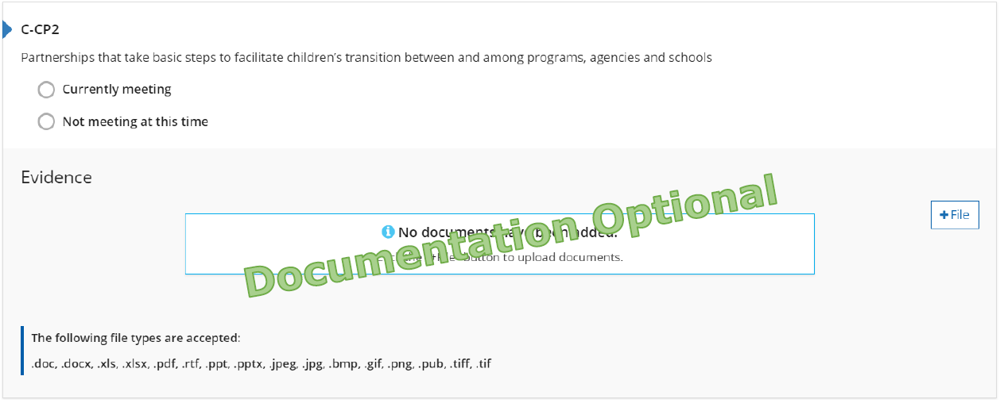 C-CP2
Partnerships that take basic steps to facilitate children's transition between and among programs, agencies and schools
Currently meeting
Not meeting at this time
Evidence
Documentation Optional
+ File
No documents have been added.
button to upload documents.
The following file types are accepted:
.doc, .docx, .xls, .xlsx, .pdf, .rtf, .ppt, .pptx, .jpeg, .jpg, .bmp, .gif, .png, .pub, .tiff, .tif